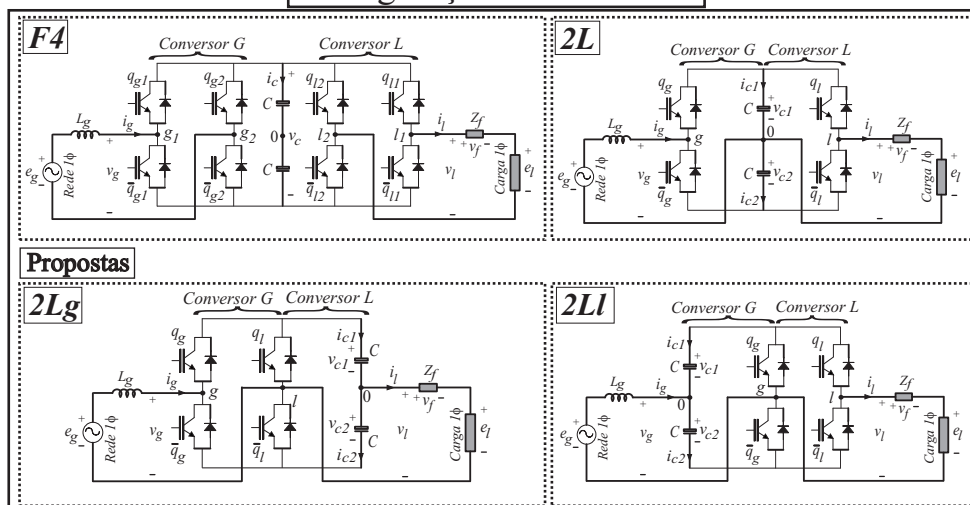 F4
Conversor G Conversor L
q_g1 q_g2 i_c + q_l2 q_l1
C
L_g i_g g_1 g_2 0 v_c l_2 l_1 i_l Z_f
+ + + v_f −
e_g + − Rede 1ϕ v_g C v_l Carga 1ϕ + e_l −
q̄_g1 q̄_g2 − q̄_l2 q̄_l1
− −
2L
Conversor G Conversor L
q_g i_c1 q_l
C + v_c1 −
L_g i_g g 0 l i_l Z_f
+ + + v_f −
e_g + − Rede 1ϕ v_g C + v_c2 − v_l Carga 1ϕ + e_l −
q̄_g i_c2 q̄_l
− −
Propostas
2Lg
Conversor G Conversor L
q_g q_l i_c1
v_c1 + − C
L_g i_g g l 0 i_l Z_f
+ + + v_f −
e_g + − Rede 1ϕ v_g v_c2 + − C v_l Carga 1ϕ + e_l −
q̄_g q̄_l i_c2
− −
2Ll
Conversor G Conversor L
i_c1 q_g q_l
C + v_c1 −
L_g i_g 0 g l i_l Z_f
+ + + v_f −
e_g + − Rede 1ϕ v_g C + v_c2 − v_l Carga 1ϕ + e_l −
i_c2 q̄_g q̄_l
− −